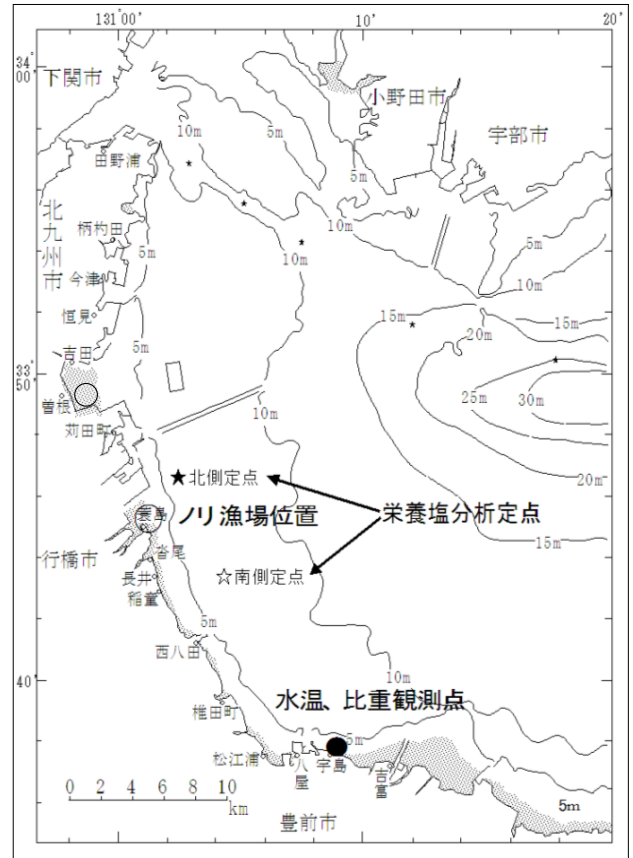 131°00′
10′
20′
34°
00′
下関市
小野田市
宇部市
10m
5m
5m
田野浦
10m
5m
北九州市
柄杓田
5m
10m
10m
今津
15m
20m
15m
恒見
5m
吉田
33°
50′
25m
30m
曽根
10m
苅田町
20m
★北側定点
蓑島
ノリ漁場位置
栄養塩分析定点
15m
行橋市
沓尾
長井
☆南側定点
稲童
5m
西八田
40′
10m
水温、比重観測点
椎田町
5m
松江浦
八屋
宇島
吉富
0 2 4 6 8 10
km
5m
豊前市